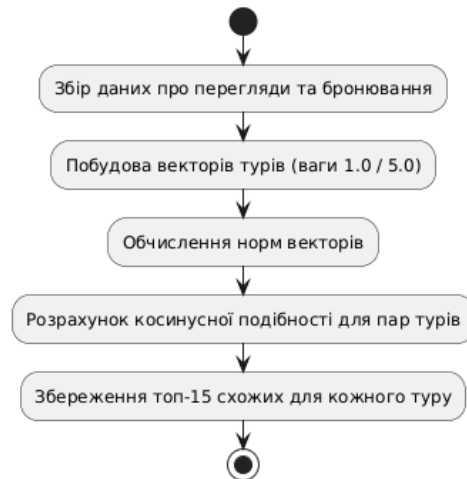 Збір даних про перегляди та бронювання
Побудова векторів турів (ваги 1.0 / 5.0)
Обчислення норм векторів
Розрахунок косинусної подібності для пар турів
Збереження топ-15 схожих для кожного туру